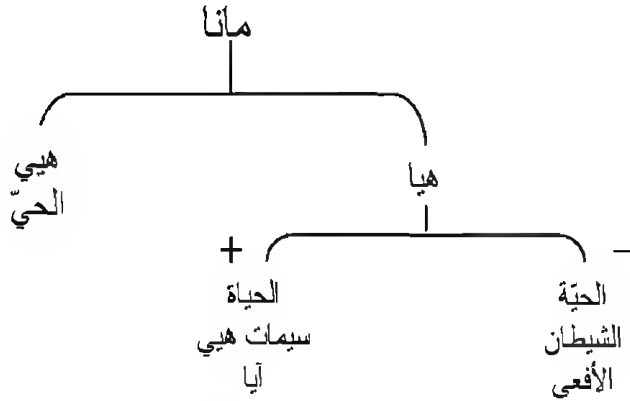 مانا
هيي
الحيّ
هيا
+
الحياة
سيمات هيي
آيا
–
الحيّة
الشيطان
الأفعى